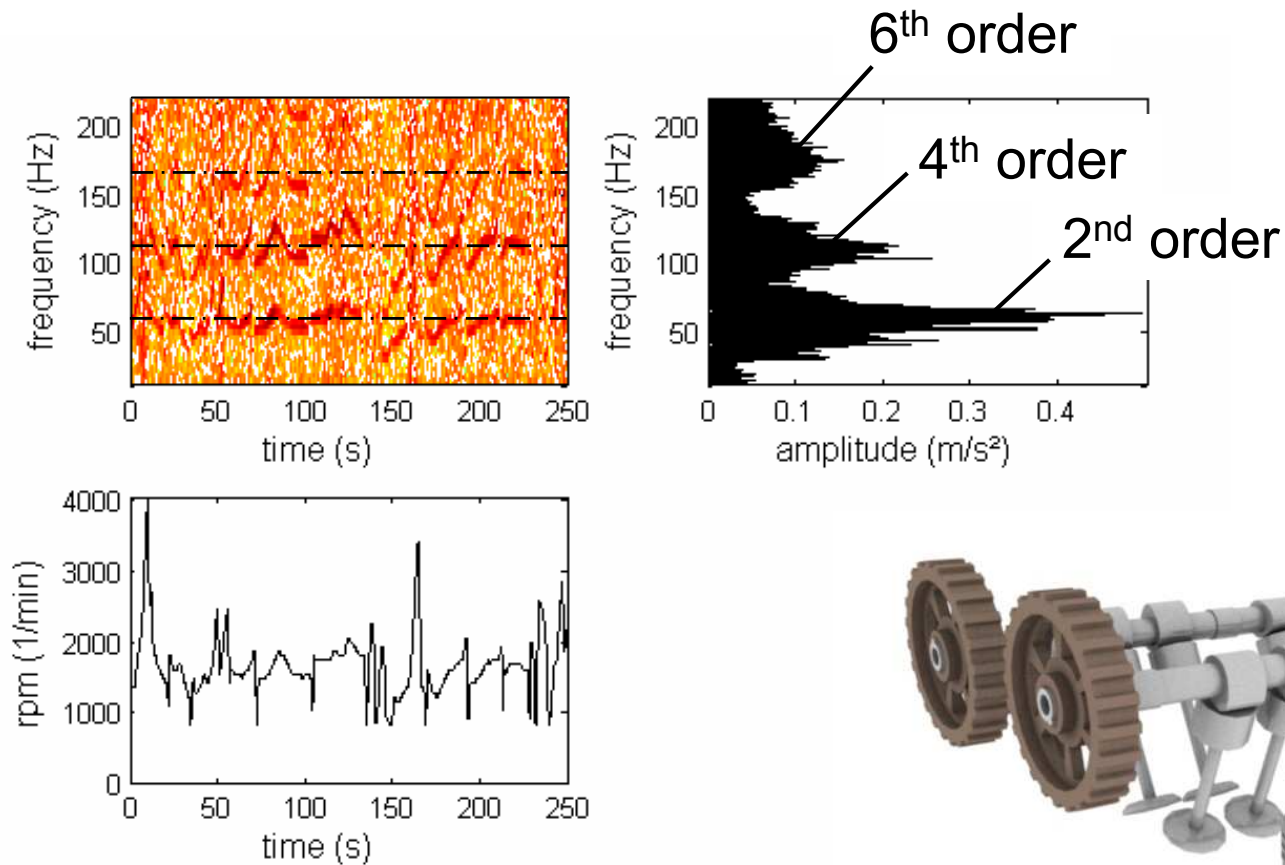 6th order
4th order
2nd order
frequency (Hz)
200
150
100
50
0 50 100 150 200 250
time (s)
frequency (Hz)
200
150
100
50
0 0.1 0.2 0.3 0.4
amplitude (m/s²)
rpm (1/min)
4000
3000
2000
1000
0
0 50 100 150 200 250
time (s)